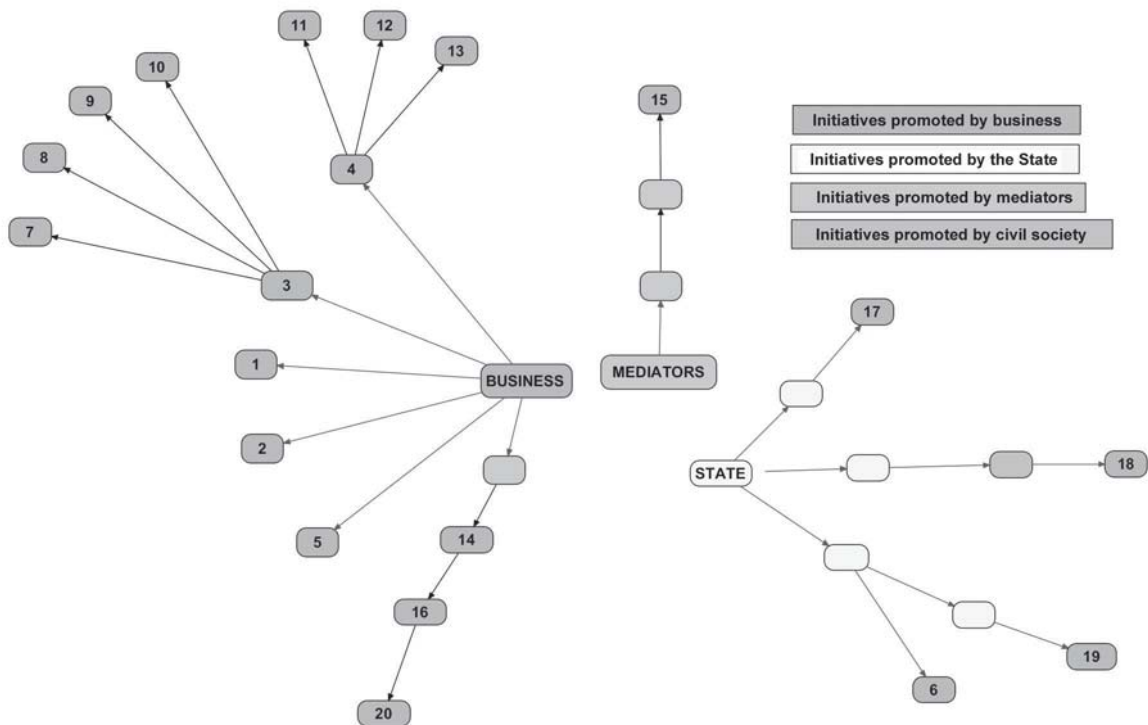 11
12
13
10
9
8
7
4
3
15
Initiatives promoted by business
Initiatives promoted by the State
Initiatives promoted by mediators
Initiatives promoted by civil society
17
1
BUSINESS
MEDIATORS
2
18
STATE
5
14
16
6
19
20